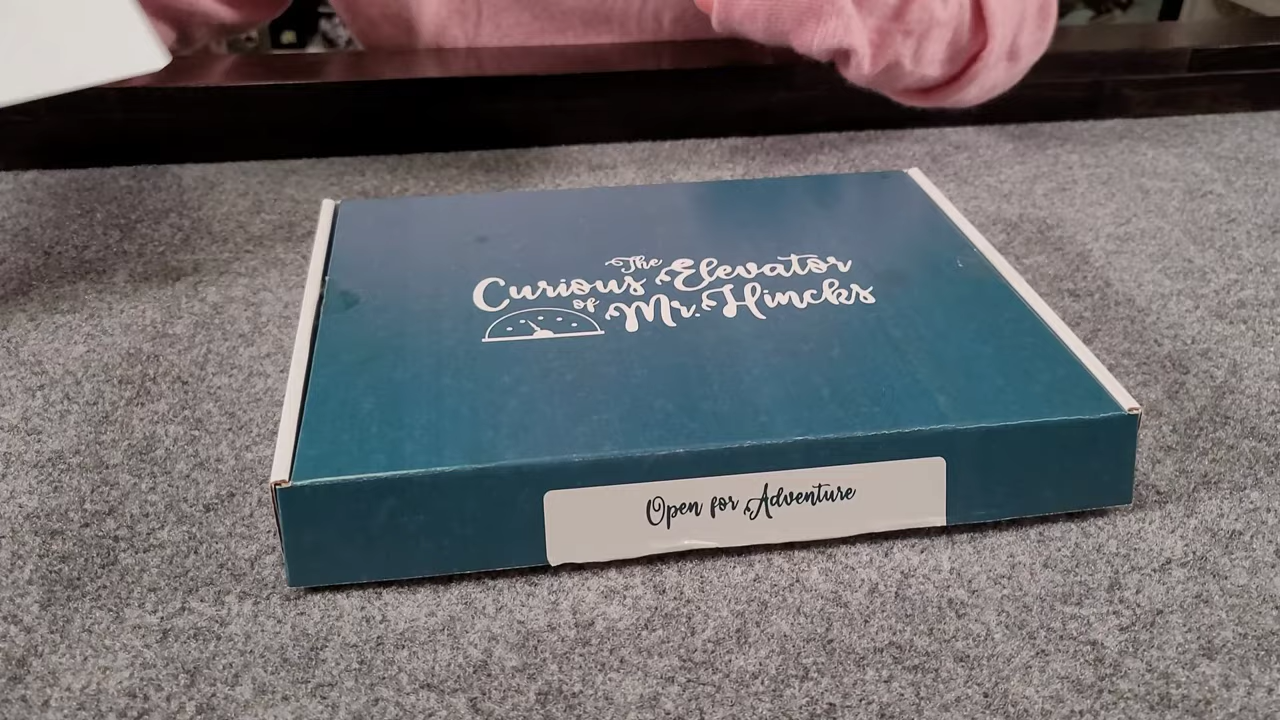 The
Curious Elevator
of Mr. Hincks
Open for Adventure